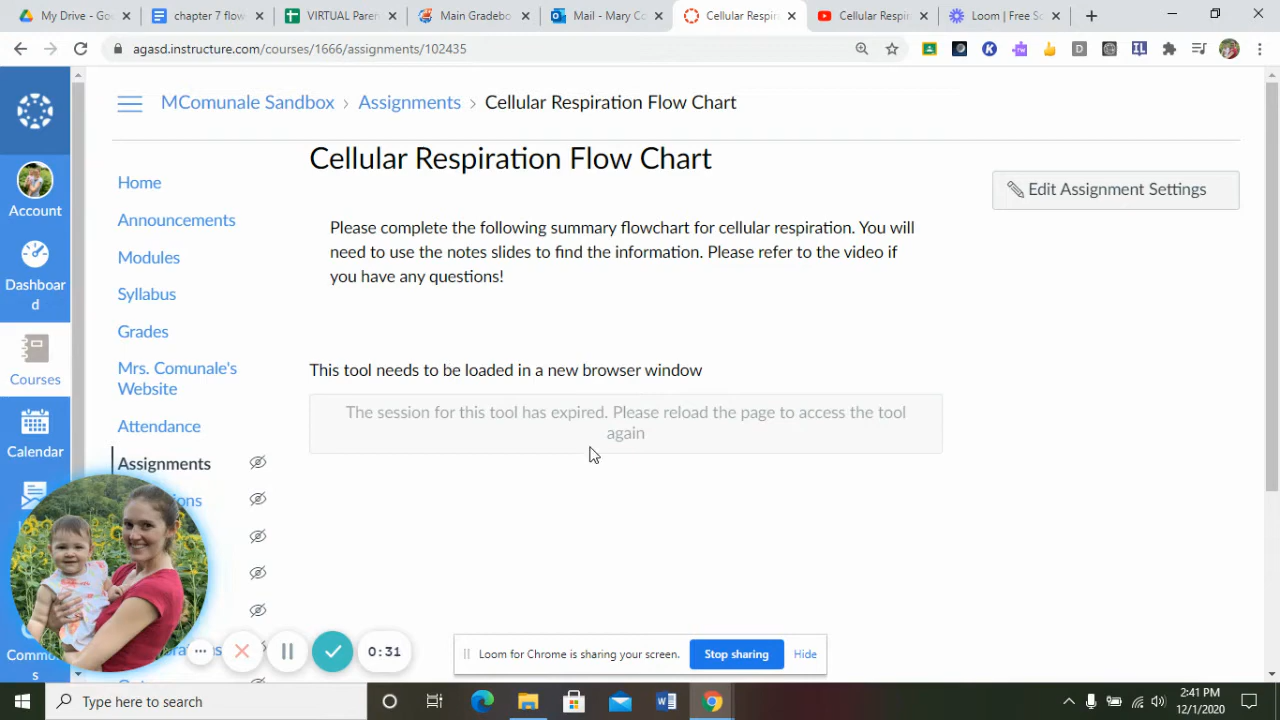 My Drive - Goo
chapter 7 flow
VIRTUAL Paren
Main Gradebo
Mail - Mary Co
Cellular Respir
Cellular Respira
Loom | Free Sc
agasd.instructure.com/courses/1666/assignments/102435
MComunale Sandbox › Assignments › Cellular Respiration Flow Chart
Cellular Respiration Flow Chart
Edit Assignment Settings
Please complete the following summary flowchart for cellular respiration. You will
need to use the notes slides to find the information. Please refer to the video if
you have any questions!
This tool needs to be loaded in a new browser window
The session for this tool has expired. Please reload the page to access the tool
again
Account
Dashboar
d
Courses
Calendar
Commo
s
Home
Announcements
Modules
Syllabus
Grades
Mrs. Comunale's
Website
Attendance
Assignments
0:31
Loom for Chrome is sharing your screen.
Stop sharing
Hide
Type here to search
2:41 PM
12/1/2020